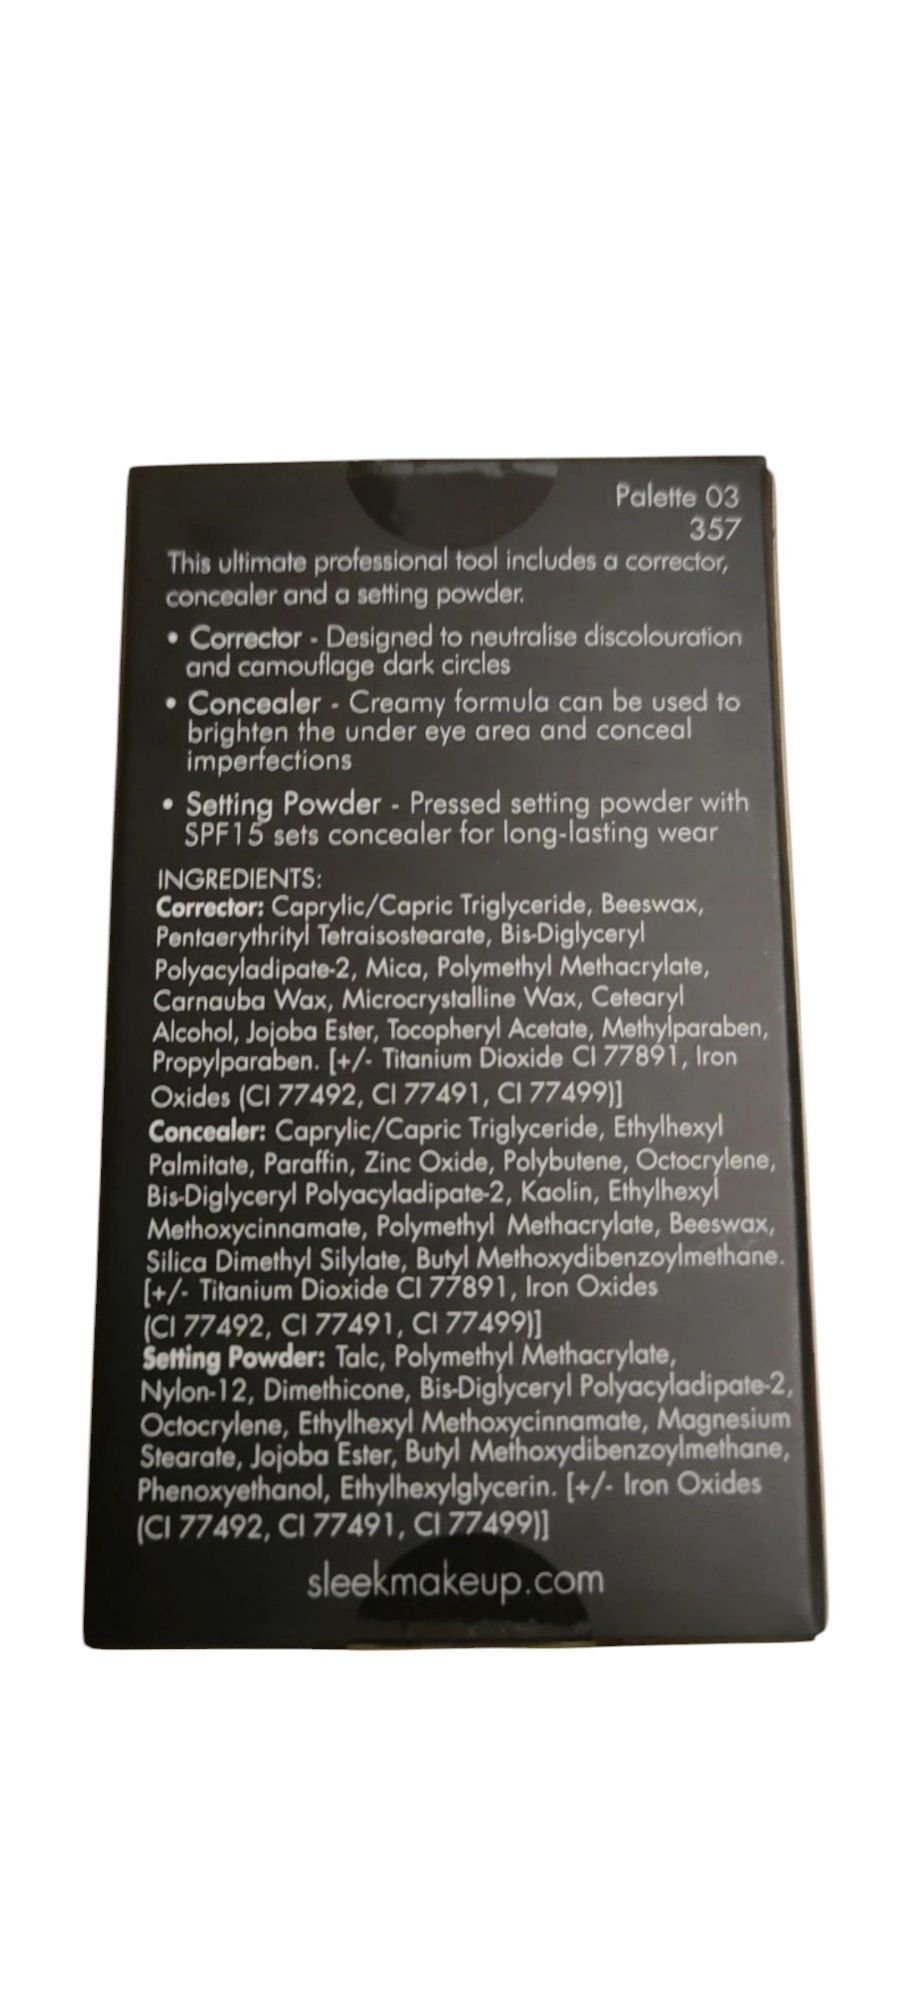 Palette 03
357
This ultimate professional tool includes a corrector,
concealer and a setting powder.
• Corrector - Designed to neutralise discolouration
and camouflage dark circles
• Concealer - Creamy formula can be used to
brighten the under eye area and conceal
imperfections
• Setting Powder - Pressed setting powder with
SPF15 sets concealer for long-lasting wear
INGREDIENTS:
Corrector: Caprylic/Capric Triglyceride, Beeswax,
Pentaerythrityl Tetraisostearate, Bis-Diglyceryl
Polyacyladipate-2, Mica, Polymethyl Methacrylate,
Carnauba Wax, Microcrystalline Wax, Cetearyl
Alcohol, Jojoba Ester, Tocopheryl Acetate, Methylparaben,
Propylparaben. [+/- Titanium Dioxide CI 77891, Iron
Oxides (CI 77492, CI 77491, CI 77499)]
Concealer: Caprylic/Capric Triglyceride, Ethylhexyl
Palmitate, Paraffin, Zinc Oxide, Polybutene, Octocrylene,
Bis-Diglyceryl Polyacyladipate-2, Kaolin, Ethylhexyl
Methoxycinnamate, Polymethyl Methacrylate, Beeswax,
Silica Dimethyl Silylate, Butyl Methoxydibenzoylmethane.
[+/- Titanium Dioxide CI 77891, Iron Oxides
(CI 77492, CI 77491, CI 77499)]
Setting Powder: Talc, Polymethyl Methacrylate,
Nylon-12, Dimethicone, Bis-Diglyceryl Polyacyladipate-2,
Octocrylene, Ethylhexyl Methoxycinnamate, Magnesium
Stearate, Jojoba Ester, Butyl Methoxydibenzoylmethane,
Phenoxyethanol, Ethylhexylglycerin. [+/- Iron Oxides
(CI 77492, CI 77491, CI 77499)]
sleekmakeup.com